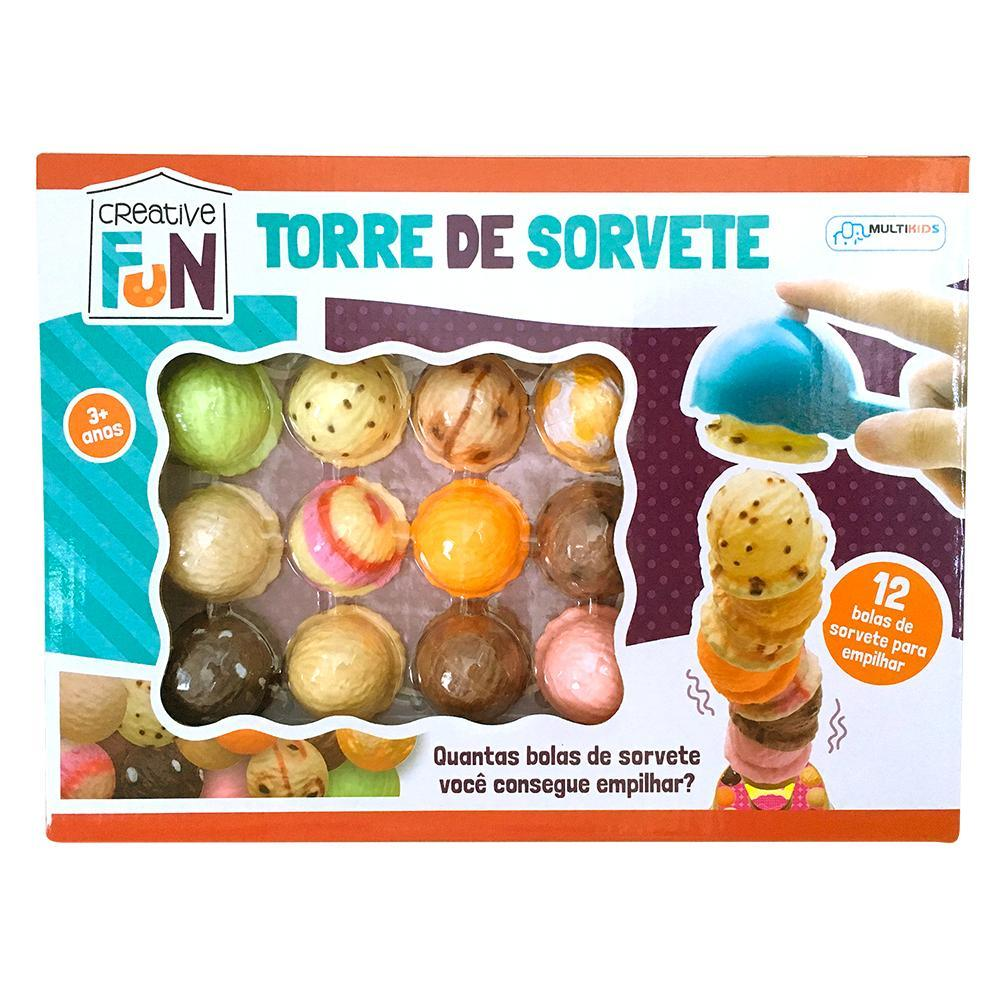 CReative
FUN
TORRE DE SORVETE
MULTIKIDS
3+
anos
12
bolas de
sorvete para
empilhar
Quantas bolas de sorvete
você consegue empilhar?